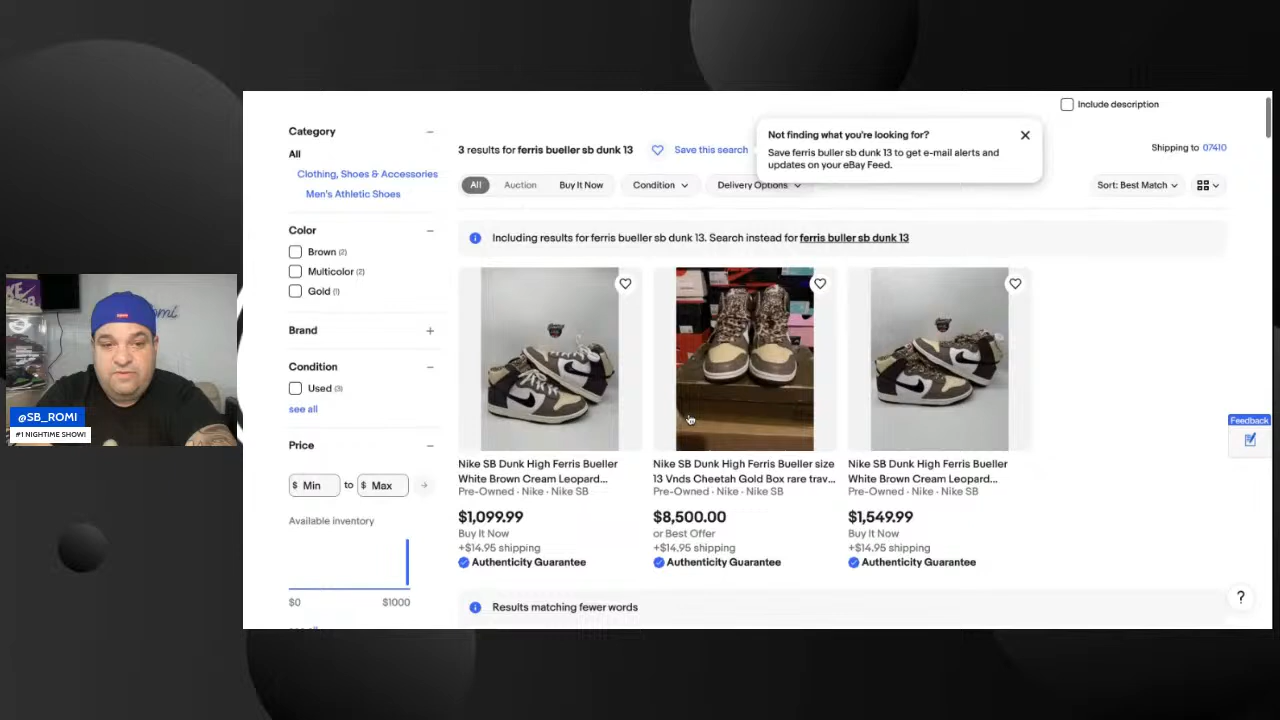 Include description
Category
All
Clothing, Shoes & Accessories
Men's Athletic Shoes
Color
Brown (2)
Multicolor (2)
Gold (1)
Brand
Condition
Used (3)
see all
Price
$ Min to $ Max
Available inventory
$0 $1000
3 results for ferris bueller sb dunk 13
Save this search
Not finding what you're looking for?
Save ferris buller sb dunk 13 to get e-mail alerts and
updates on your eBay Feed.
Shipping to 07410
All Auction Buy It Now Condition Delivery Options Sort: Best Match
Including results for ferris bueller sb dunk 13. Search instead for ferris buller sb dunk 13
Nike SB Dunk High Ferris Bueller
White Brown Cream Leopard...
Pre-Owned · Nike · Nike SB
$1,099.99
Buy It Now
+$14.95 shipping
Authenticity Guarantee
Nike SB Dunk High Ferris Bueller size
13 Vnds Cheetah Gold Box rare trav...
Pre-Owned · Nike · Nike SB
$8,500.00
or Best Offer
+$14.95 shipping
Authenticity Guarantee
Nike SB Dunk High Ferris Bueller
White Brown Cream Leopard...
Pre-Owned · Nike · Nike SB
$1,549.99
Buy It Now
+$14.95 shipping
Authenticity Guarantee
Results matching fewer words
Feedback
?
@SB_ROMI
#1 NIGHTIME SHOW!